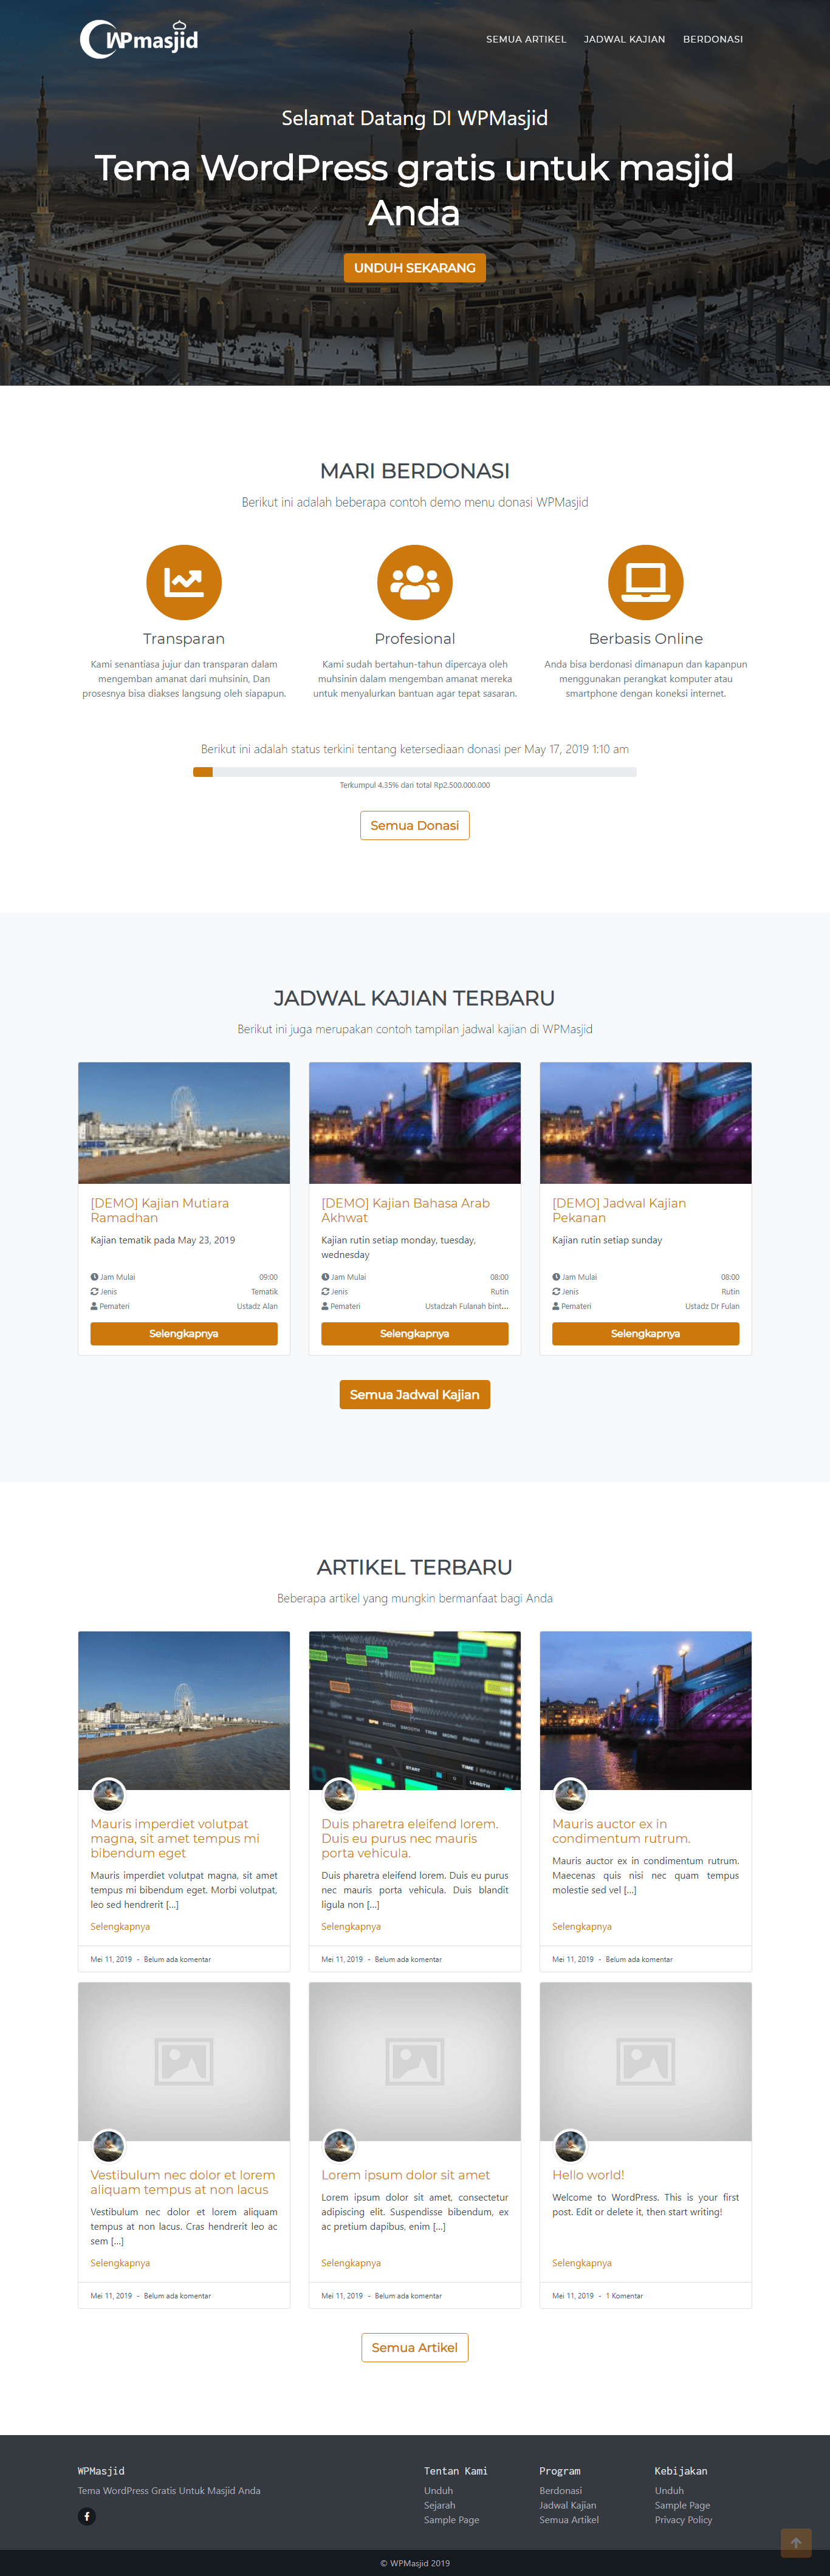 WPmasjid
SEMUA ARTIKEL JADWAL KAJIAN BERDONASI
Selamat Datang DI WPMasjid
Tema WordPress gratis untuk masjid
Anda
UNDUH SEKARANG
MARI BERDONASI
Berikut ini adalah beberapa contoh demo menu donasi WPMasjid
Transparan
Kami senantiasa jujur dan transparan dalam
mengemban amanat dari muhsinin, Dan
prosesnya bisa diakses langsung oleh siapapun.
Profesional
Kami sudah bertahun-tahun dipercaya oleh
muhsinin dalam mengemban amanat mereka
untuk menyalurkan bantuan agar tepat sasaran.
Berbasis Online
Anda bisa berdonasi dimanapun dan kapanpun
menggunakan perangkat komputer atau
smartphone dengan koneksi internet.
Berikut ini adalah status terkini tentang ketersediaan donasi per May 17, 2019 1:10 am
Terkumpul 4.35% dari total Rp2.500.000.000
Semua Donasi
JADWAL KAJIAN TERBARU
Berikut ini juga merupakan contoh tampilan jadwal kajian di WPMasjid
[DEMO] Kajian Mutiara
Ramadhan
Kajian tematik pada May 23, 2019
Jam Mulai 09:00
Jenis Tematik
Pemateri Ustadz Alan
Selengkapnya
[DEMO] Kajian Bahasa Arab
Akhwat
Kajian rutin setiap monday, tuesday,
wednesday
Jam Mulai 08:00
Jenis Rutin
Pemateri Ustadzah Fulanah bint...
Selengkapnya
[DEMO] Jadwal Kajian
Pekanan
Kajian rutin setiap sunday
Jam Mulai 08:00
Jenis Rutin
Pemateri Ustadz Dr Fulan
Selengkapnya
Semua Jadwal Kajian
ARTIKEL TERBARU
Beberapa artikel yang mungkin bermanfaat bagi Anda
Mauris imperdiet volutpat
magna, sit amet tempus mi
bibendum eget
Mauris imperdiet volutpat magna, sit amet
tempus mi bibendum eget. Morbi volutpat,
leo sed hendrerit [...]
Selengkapnya
Mei 11, 2019 - Belum ada komentar
START
LENGTH
Duis pharetra eleifend lorem.
Duis eu purus nec mauris
porta vehicula.
Duis pharetra eleifend lorem. Duis eu purus
nec mauris porta vehicula. Duis blandit
ligula non [...]
Selengkapnya
Mei 11, 2019 - Belum ada komentar
Mauris auctor ex in
condimentum rutrum.
Mauris auctor ex in condimentum rutrum.
Maecenas quis nisi nec quam tempus
molestie sed vel [...]
Selengkapnya
Mei 11, 2019 - Belum ada komentar
Vestibulum nec dolor et lorem
aliquam tempus at non lacus
Vestibulum nec dolor et lorem aliquam
tempus at non lacus. Cras hendrerit leo ac
sem [...]
Selengkapnya
Mei 11, 2019 - Belum ada komentar
Lorem ipsum dolor sit amet
Lorem ipsum dolor sit amet, consectetur
adipiscing elit. Suspendisse bibendum, ex
ac pretium dapibus, enim [...]
Selengkapnya
Mei 11, 2019 - Belum ada komentar
Hello world!
Welcome to WordPress. This is your first
post. Edit or delete it, then start writing!
Selengkapnya
Mei 11, 2019 - 1 Komentar
Semua Artikel
WPMasjid
Tema WordPress Gratis Untuk Masjid Anda
Tentan Kami
Unduh
Sejarah
Sample Page
Program
Berdonasi
Jadwal Kajian
Semua Artikel
Kebijakan
Unduh
Sample Page
Privacy Policy
© WPMasjid 2019